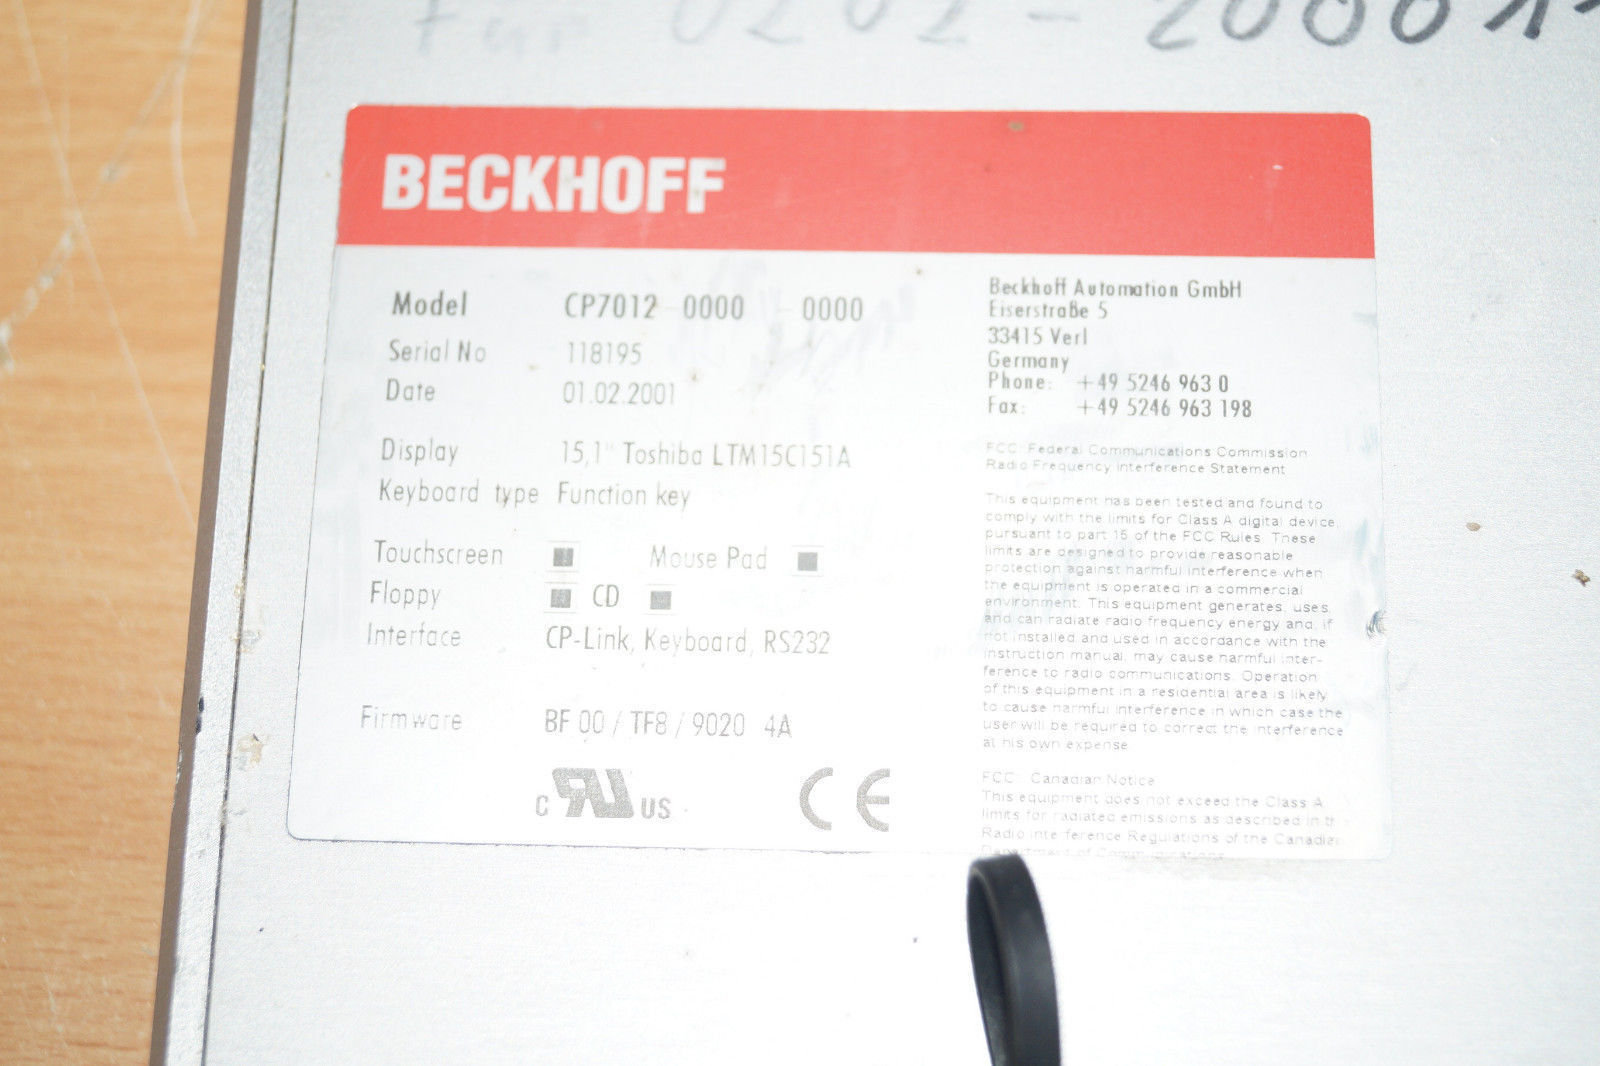 Für 0202-2000
BECKHOFF
Model CP7012-0000 - 0000
Serial No 118195
Date 01.02.2001
Display 15,1" Toshiba LTM15C151A
Keyboard type Function key
Touchscreen Mouse Pad
Floppy CD
Interface CP-Link, Keyboard, RS232
Firmware BF 00 / TF8 / 9020 4A
C US
CE
Beckhoff Automation GmbH
Eiserstraße 5
33415 Verl
Germany
Phone: +49 5246 963 0
Fax: +49 5246 963 198
FCC: Federal Communications Commission
Radio Frequency Interference Statement
This equipment has been tested and found to
comply with the limits for Class A digital device,
pursuant to part 15 of the FCC Rules. These
limits are designed to provide reasonable
protection against harmful interference when
the equipment is operated in a commercial
environment. This equipment generates, uses,
and can radiate radio frequency energy and, if
not installed and used in accordance with the
instruction manual, may cause harmful inter-
ference to radio communications. Operation
of this equipment in a residential area is likely
to cause harmful interference in which case the
user will be required to correct the interference
at his own expense.
FCC: Canadian Notice
This equipment does not exceed the Class A
limits for radiated emissions as described in the
Radio Interference Regulations of the Canadian
Department of Communications